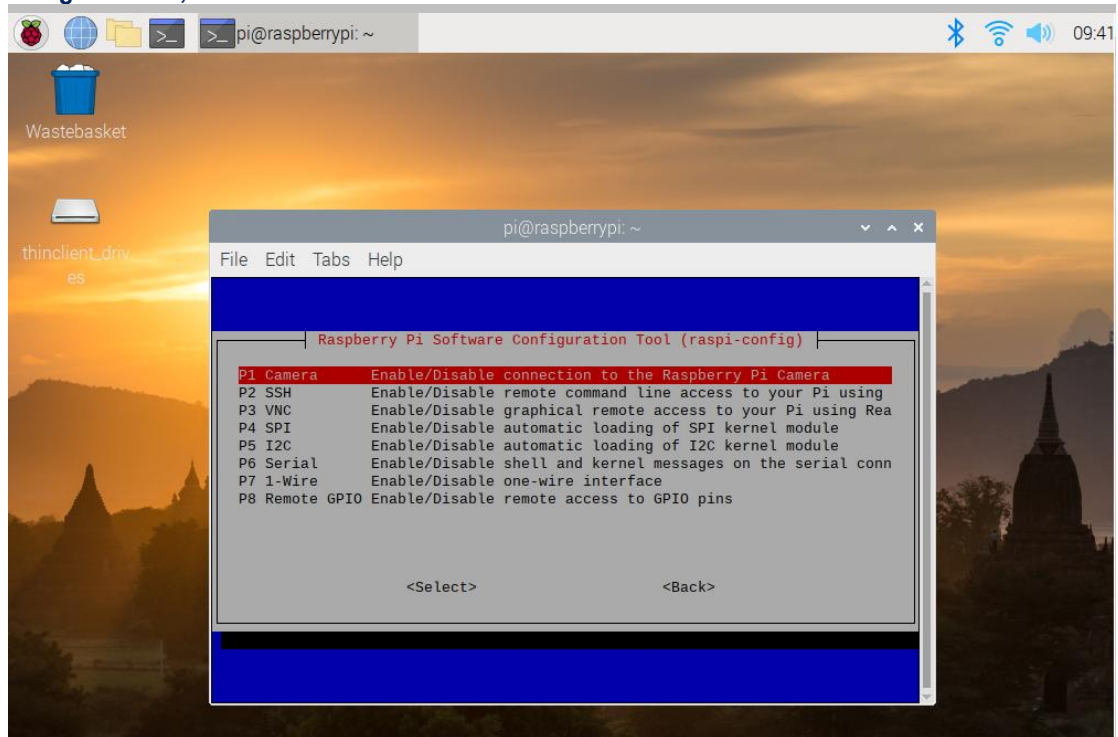 pi@raspberrypi: ~
09:41
Wastebasket
thinclient_driv
es
pi@raspberrypi: ~
File Edit Tabs Help
Raspberry Pi Software Configuration Tool (raspi-config)
P1 Camera Enable/Disable connection to the Raspberry Pi Camera
P2 SSH Enable/Disable remote command line access to your Pi using
P3 VNC Enable/Disable graphical remote access to your Pi using Rea
P4 SPI Enable/Disable automatic loading of SPI kernel module
P5 I2C Enable/Disable automatic loading of I2C kernel module
P6 Serial Enable/Disable shell and kernel messages on the serial conn
P7 1-Wire Enable/Disable one-wire interface
P8 Remote GPIO Enable/Disable remote access to GPIO pins
<Select> <Back>